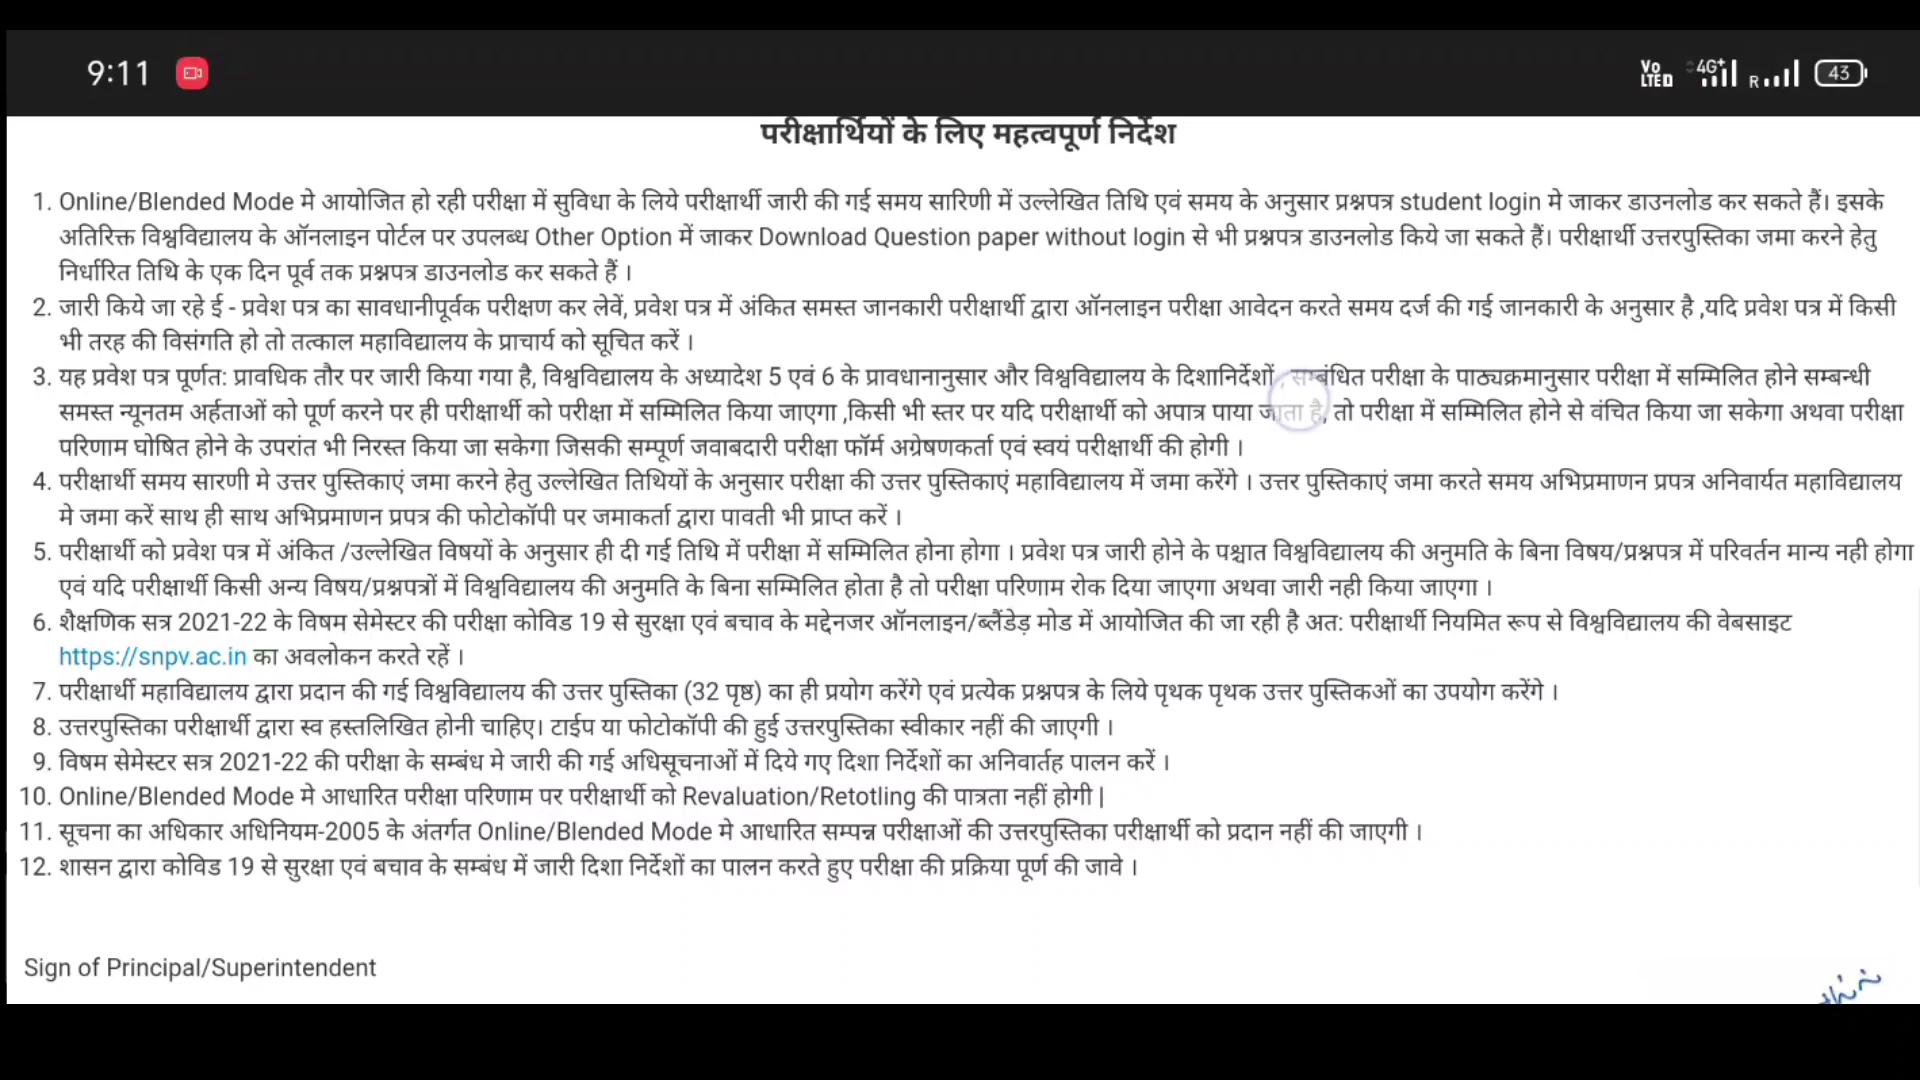 9:11
Vo LTED 4G+ R 43
परीक्षार्थियों के लिए महत्वपूर्ण निर्देश
1. Online/Blended Mode मे आयोजित हो रही परीक्षा में सुविधा के लिये परीक्षार्थी जारी की गई समय सारिणी में उल्लेखित तिथि एवं समय के अनुसार प्रश्नपत्र student login मे जाकर डाउनलोड कर सकते हैं। इसके
अतिरिक्त विश्वविद्यालय के ऑनलाइन पोर्टल पर उपलब्ध Other Option में जाकर Download Question paper without login से भी प्रश्नपत्र डाउनलोड किये जा सकते हैं। परीक्षार्थी उत्तरपुस्तिका जमा करने हेतु
निर्धारित तिथि के एक दिन पूर्व तक प्रश्नपत्र डाउनलोड कर सकते हैं ।
2. जारी किये जा रहे ई - प्रवेश पत्र का सावधानीपूर्वक परीक्षण कर लेवें, प्रवेश पत्र में अंकित समस्त जानकारी परीक्षार्थी द्वारा ऑनलाइन परीक्षा आवेदन करते समय दर्ज की गई जानकारी के अनुसार है ,यदि प्रवेश पत्र में किसी
भी तरह की विसंगति हो तो तत्काल महाविद्यालय के प्राचार्य को सूचित करें ।
3. यह प्रवेश पत्र पूर्णत: प्रावधिक तौर पर जारी किया गया है, विश्वविद्यालय के अध्यादेश 5 एवं 6 के प्रावधानानुसार और विश्वविद्यालय के दिशानिर्देशों , सम्बंधित परीक्षा के पाठ्यक्रमानुसार परीक्षा में सम्मिलित होने सम्बन्धी
समस्त न्यूनतम अर्हताओं को पूर्ण करने पर ही परीक्षार्थी को परीक्षा में सम्मिलित किया जाएगा ,किसी भी स्तर पर यदि परीक्षार्थी को अपात्र पाया जाता है, तो परीक्षा में सम्मिलित होने से वंचित किया जा सकेगा अथवा परीक्षा
परिणाम घोषित होने के उपरांत भी निरस्त किया जा सकेगा जिसकी सम्पूर्ण जवाबदारी परीक्षा फॉर्म अग्रेषणकर्ता एवं स्वयं परीक्षार्थी की होगी ।
4. परीक्षार्थी समय सारणी मे उत्तर पुस्तिकाएं जमा करने हेतु उल्लेखित तिथियों के अनुसार परीक्षा की उत्तर पुस्तिकाएं महाविद्यालय में जमा करेंगे । उत्तर पुस्तिकाएं जमा करते समय अभिप्रमाणन प्रपत्र अनिवार्यत महाविद्यालय
मे जमा करें साथ ही साथ अभिप्रमाणन प्रपत्र की फोटोकॉपी पर जमाकर्ता द्वारा पावती भी प्राप्त करें ।
5. परीक्षार्थी को प्रवेश पत्र में अंकित /उल्लेखित विषयों के अनुसार ही दी गई तिथि में परीक्षा में सम्मिलित होना होगा । प्रवेश पत्र जारी होने के पश्चात विश्वविद्यालय की अनुमति के बिना विषय/प्रश्नपत्र में परिवर्तन मान्य नही होगा
एवं यदि परीक्षार्थी किसी अन्य विषय/प्रश्नपत्रों में विश्वविद्यालय की अनुमति के बिना सम्मिलित होता है तो परीक्षा परिणाम रोक दिया जाएगा अथवा जारी नही किया जाएगा ।
6. शैक्षणिक सत्र 2021-22 के विषम सेमेस्टर की परीक्षा कोविड 19 से सुरक्षा एवं बचाव के मद्देनजर ऑनलाइन/ब्लैंडेड़ मोड में आयोजित की जा रही है अत: परीक्षार्थी नियमित रूप से विश्वविद्यालय की वेबसाइट
https://snpv.ac.in का अवलोकन करते रहें ।
7. परीक्षार्थी महाविद्यालय द्वारा प्रदान की गई विश्वविद्यालय की उत्तर पुस्तिका (32 पृष्ठ) का ही प्रयोग करेंगे एवं प्रत्येक प्रश्नपत्र के लिये पृथक पृथक उत्तर पुस्तिकओं का उपयोग करेंगे ।
8. उत्तरपुस्तिका परीक्षार्थी द्वारा स्व हस्तलिखित होनी चाहिए। टाईप या फोटोकॉपी की हुई उत्तरपुस्तिका स्वीकार नहीं की जाएगी ।
9. विषम सेमेस्टर सत्र 2021-22 की परीक्षा के सम्बंध मे जारी की गई अधिसूचनाओं में दिये गए दिशा निर्देशों का अनिवार्तह पालन करें ।
10. Online/Blended Mode मे आधारित परीक्षा परिणाम पर परीक्षार्थी को Revaluation/Retotling की पात्रता नहीं होगी |
11. सूचना का अधिकार अधिनियम-2005 के अंतर्गत Online/Blended Mode मे आधारित सम्पन्न परीक्षाओं की उत्तरपुस्तिका परीक्षार्थी को प्रदान नहीं की जाएगी ।
12. शासन द्वारा कोविड 19 से सुरक्षा एवं बचाव के सम्बंध में जारी दिशा निर्देशों का पालन करते हुए परीक्षा की प्रक्रिया पूर्ण की जावे ।
Sign of Principal/Superintendent